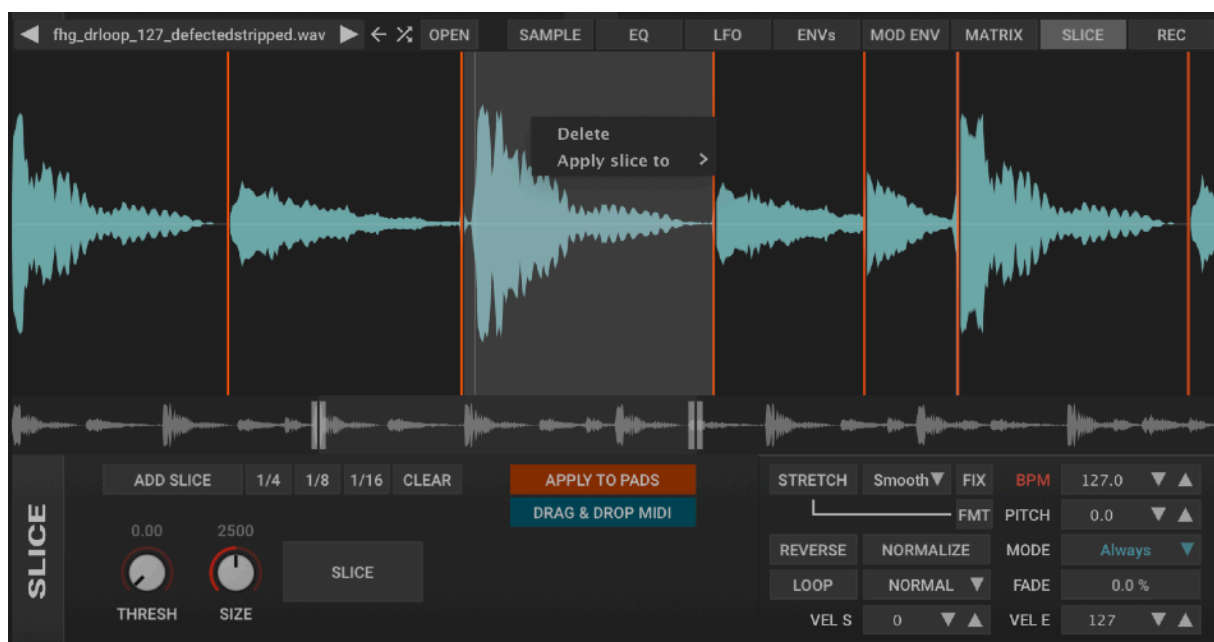 fhg_drloop_127_defectedstripped.wav OPEN SAMPLE EQ LFO ENVs MOD ENV MATRIX SLICE REC
Delete
Apply slice to
ADD SLICE 1/4 1/8 1/16 CLEAR APPLY TO PADS STRETCH Smooth FIX BPM 127.0
DRAG & DROP MIDI FMT PITCH 0.0
SLICE
0.00 2500
REVERSE NORMALIZE MODE Always
SLICE
LOOP NORMAL FADE 0.0 %
THRESH SIZE
VEL S 0 VEL E 127